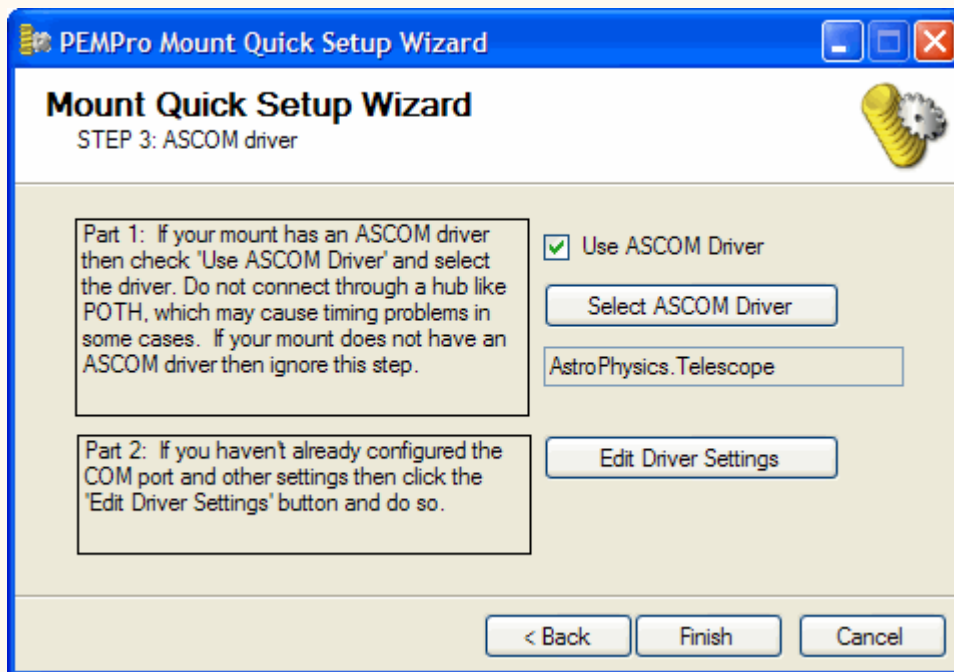 PEMPro Mount Quick Setup Wizard
Mount Quick Setup Wizard
STEP 3: ASCOM driver
Part 1:  If your mount has an ASCOM driver
then check 'Use ASCOM Driver' and select
the driver. Do not connect through a hub like
POTH, which may cause timing problems in
some cases.  If your mount does not have an
ASCOM driver then ignore this step.
Use ASCOM Driver
Select ASCOM Driver
AstroPhysics.Telescope
Part 2:  If you haven't already configured the
COM port and other settings then click the
'Edit Driver Settings' button and do so.
Edit Driver Settings
< Back
Finish
Cancel